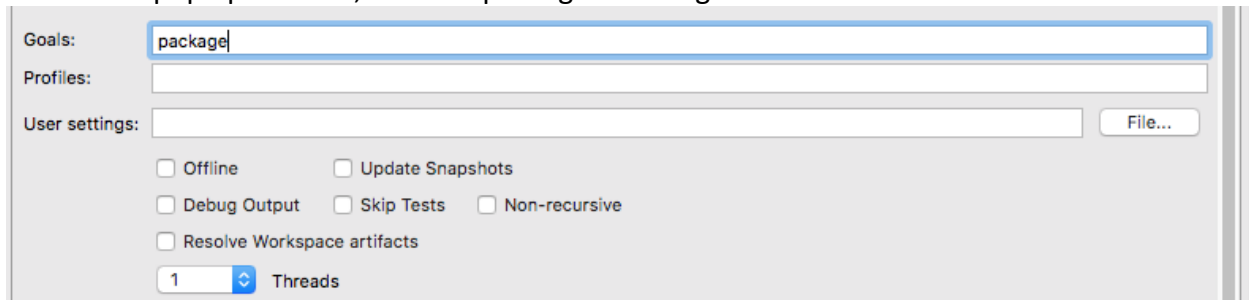 Goals: package
Profiles:
User settings: File...
Offline Update Snapshots
Debug Output Skip Tests Non-recursive
Resolve Workspace artifacts
1 Threads